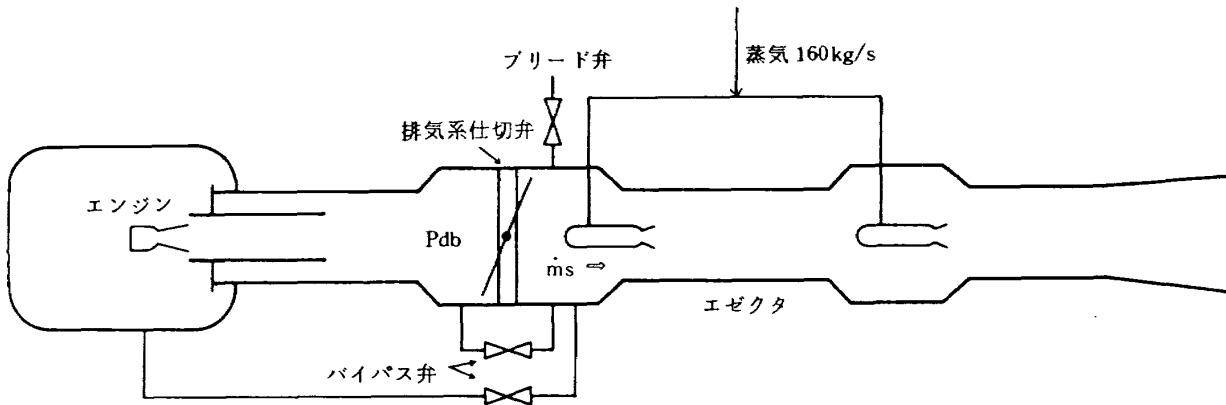 蒸気 160kg/s
ブリード弁
排気系仕切弁
エンジン
Pdb
ṁs ⇒
エゼクタ
バイパス弁